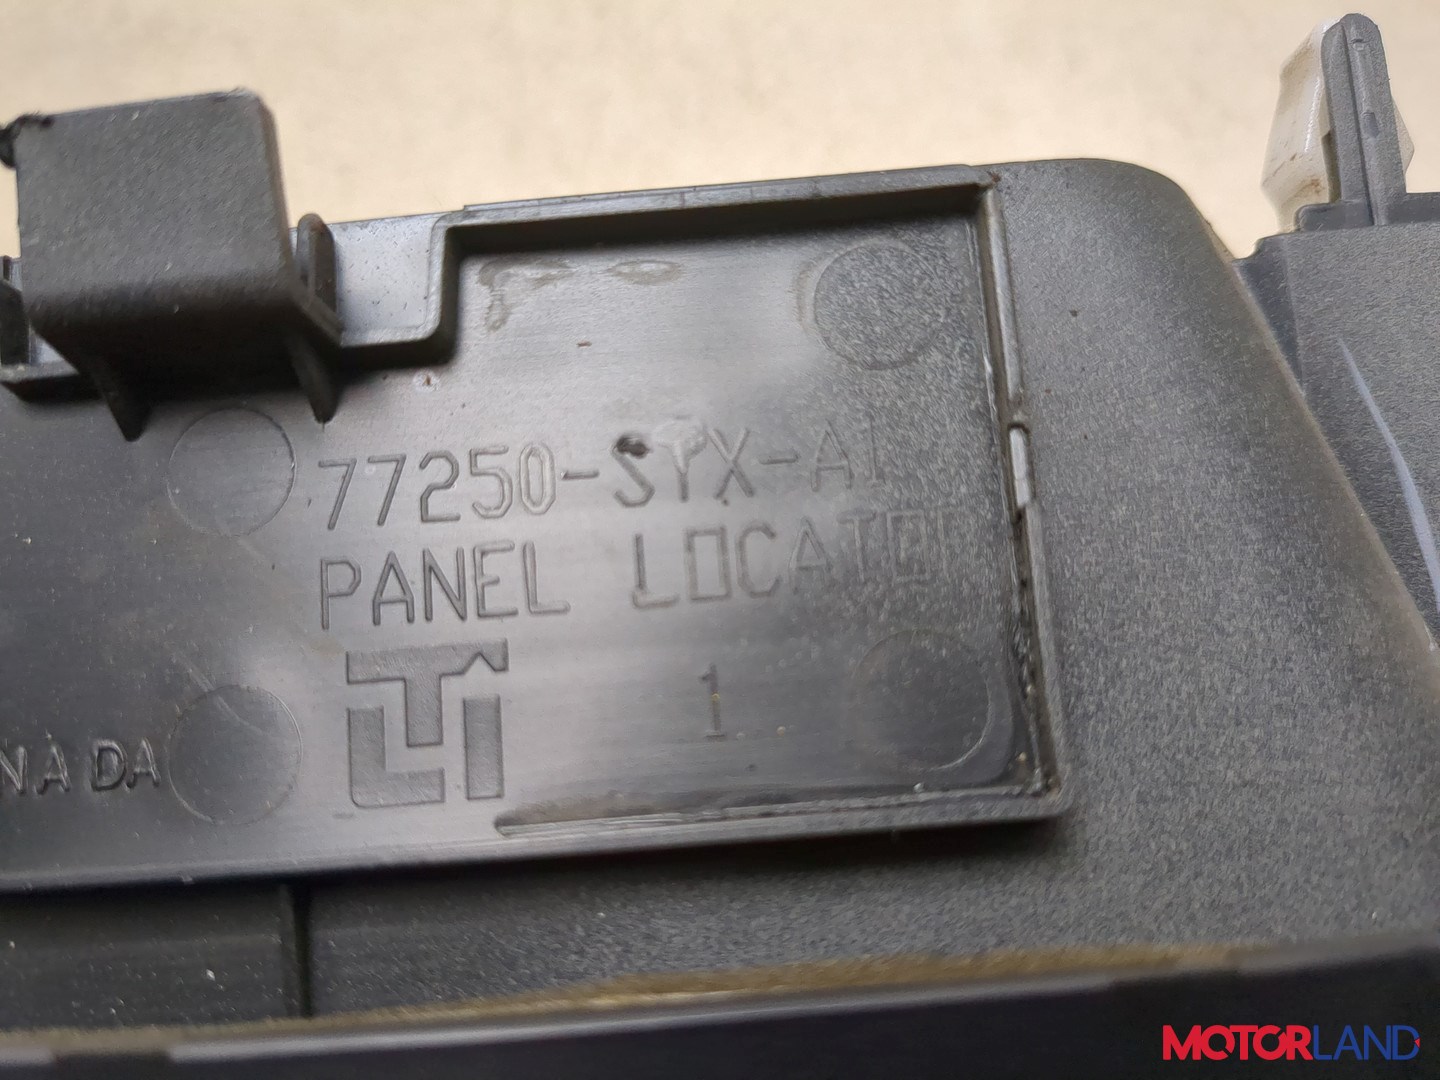 77250-SYX-A1
PANEL LOCATOR
1
NADA
MOTORLAND